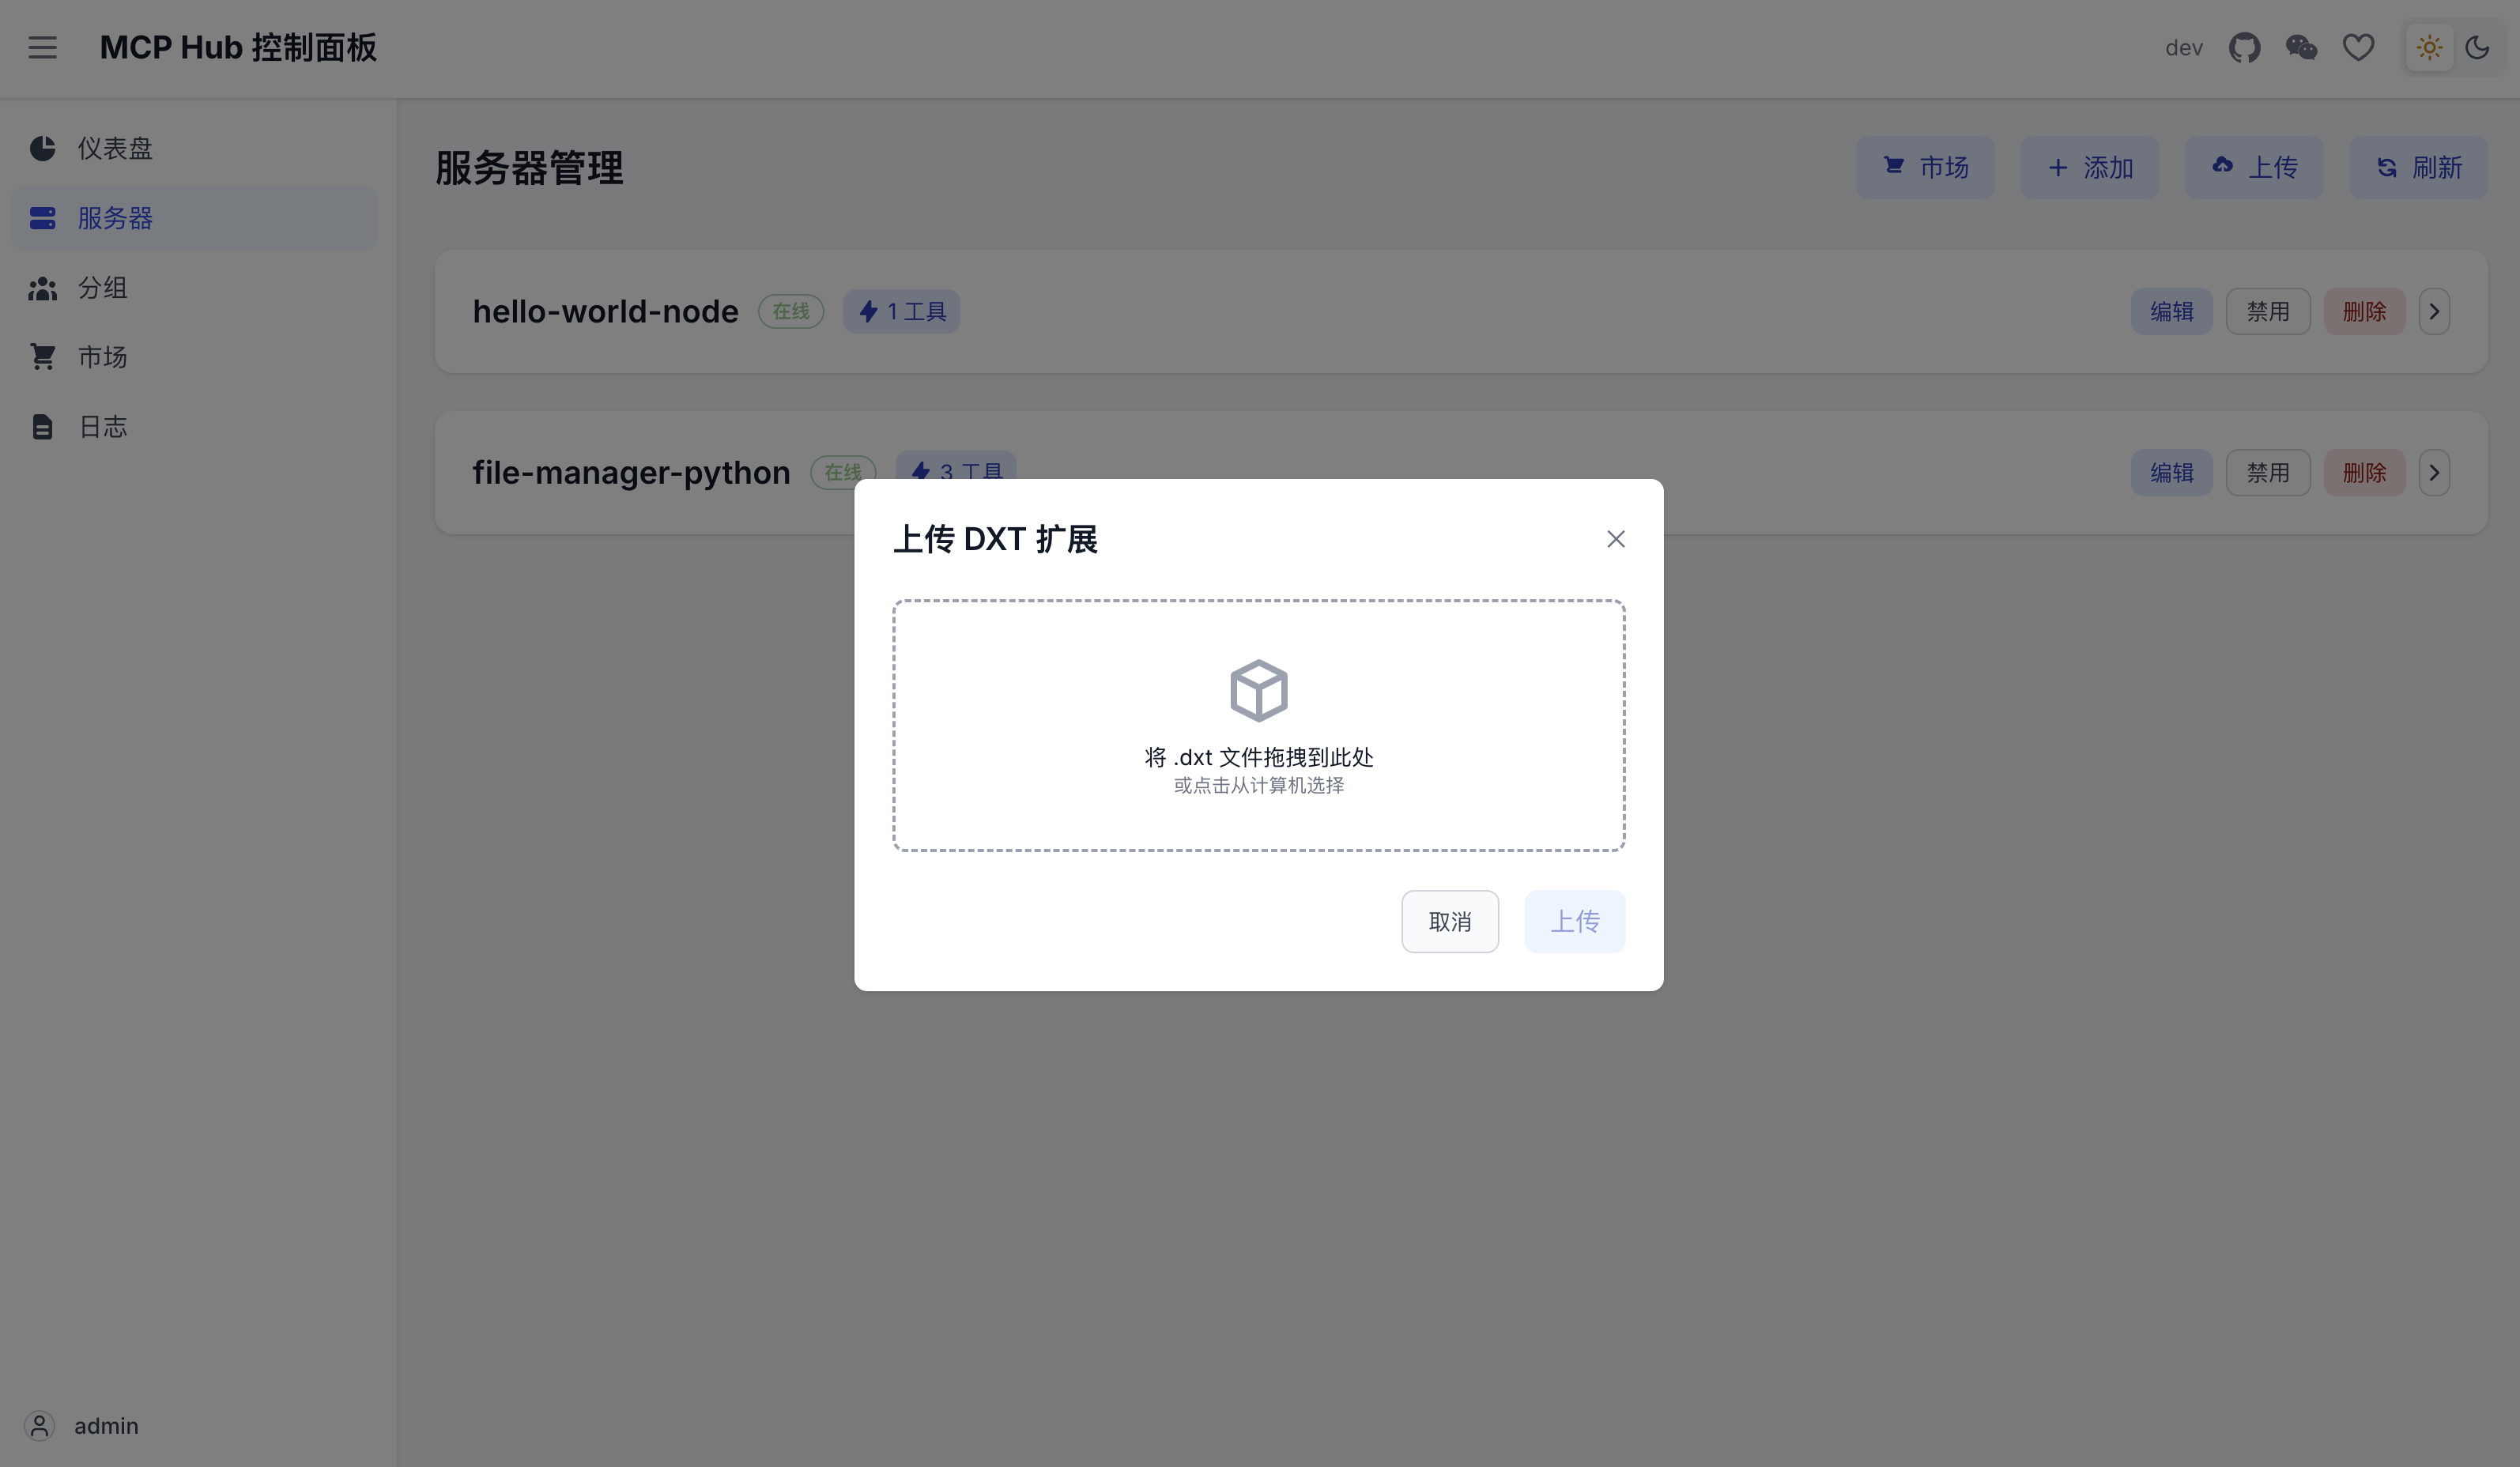 MCP Hub 控制面板
dev
仪表盘
服务器
分组
市场
日志
admin
服务器管理
市场
添加
上传
刷新
hello-world-node 在线 1 工具 编辑 禁用 删除
file-manager-python 在线 3 工具 编辑 禁用 删除
上传 DXT 扩展
将 .dxt 文件拖拽到此处
或点击从计算机选择
取消 上传